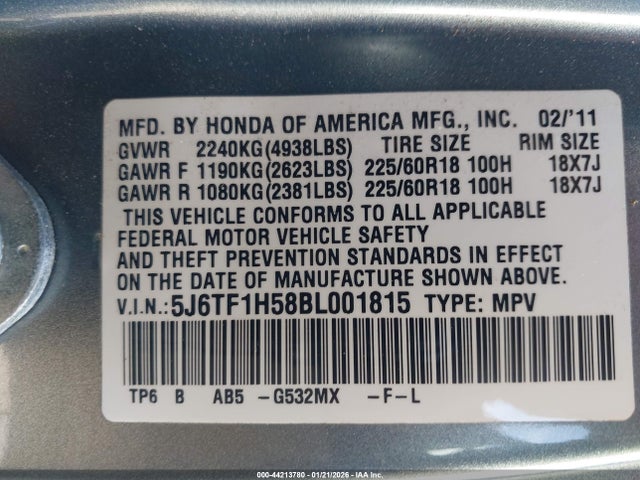 MFD. BY HONDA OF AMERICA MFG., INC. 02/'11
GVWR 2240KG(4938LBS) TIRE SIZE RIM SIZE
GAWR F 1190KG(2623LBS) 225/60R18 100H 18X7J
GAWR R 1080KG(2381LBS) 225/60R18 100H 18X7J
THIS VEHICLE CONFORMS TO ALL APPLICABLE
FEDERAL MOTOR VEHICLE SAFETY
AND THEFT PREVENTION STANDARDS IN EFFECT
ON THE DATE OF MANUFACTURE SHOWN ABOVE.
V.I.N.:5J6TF1H58BL001815 TYPE: MPV
TP6 B AB5 -G532MX -F-L
000-44213780 - 01/21/2026 - IAAI.CA